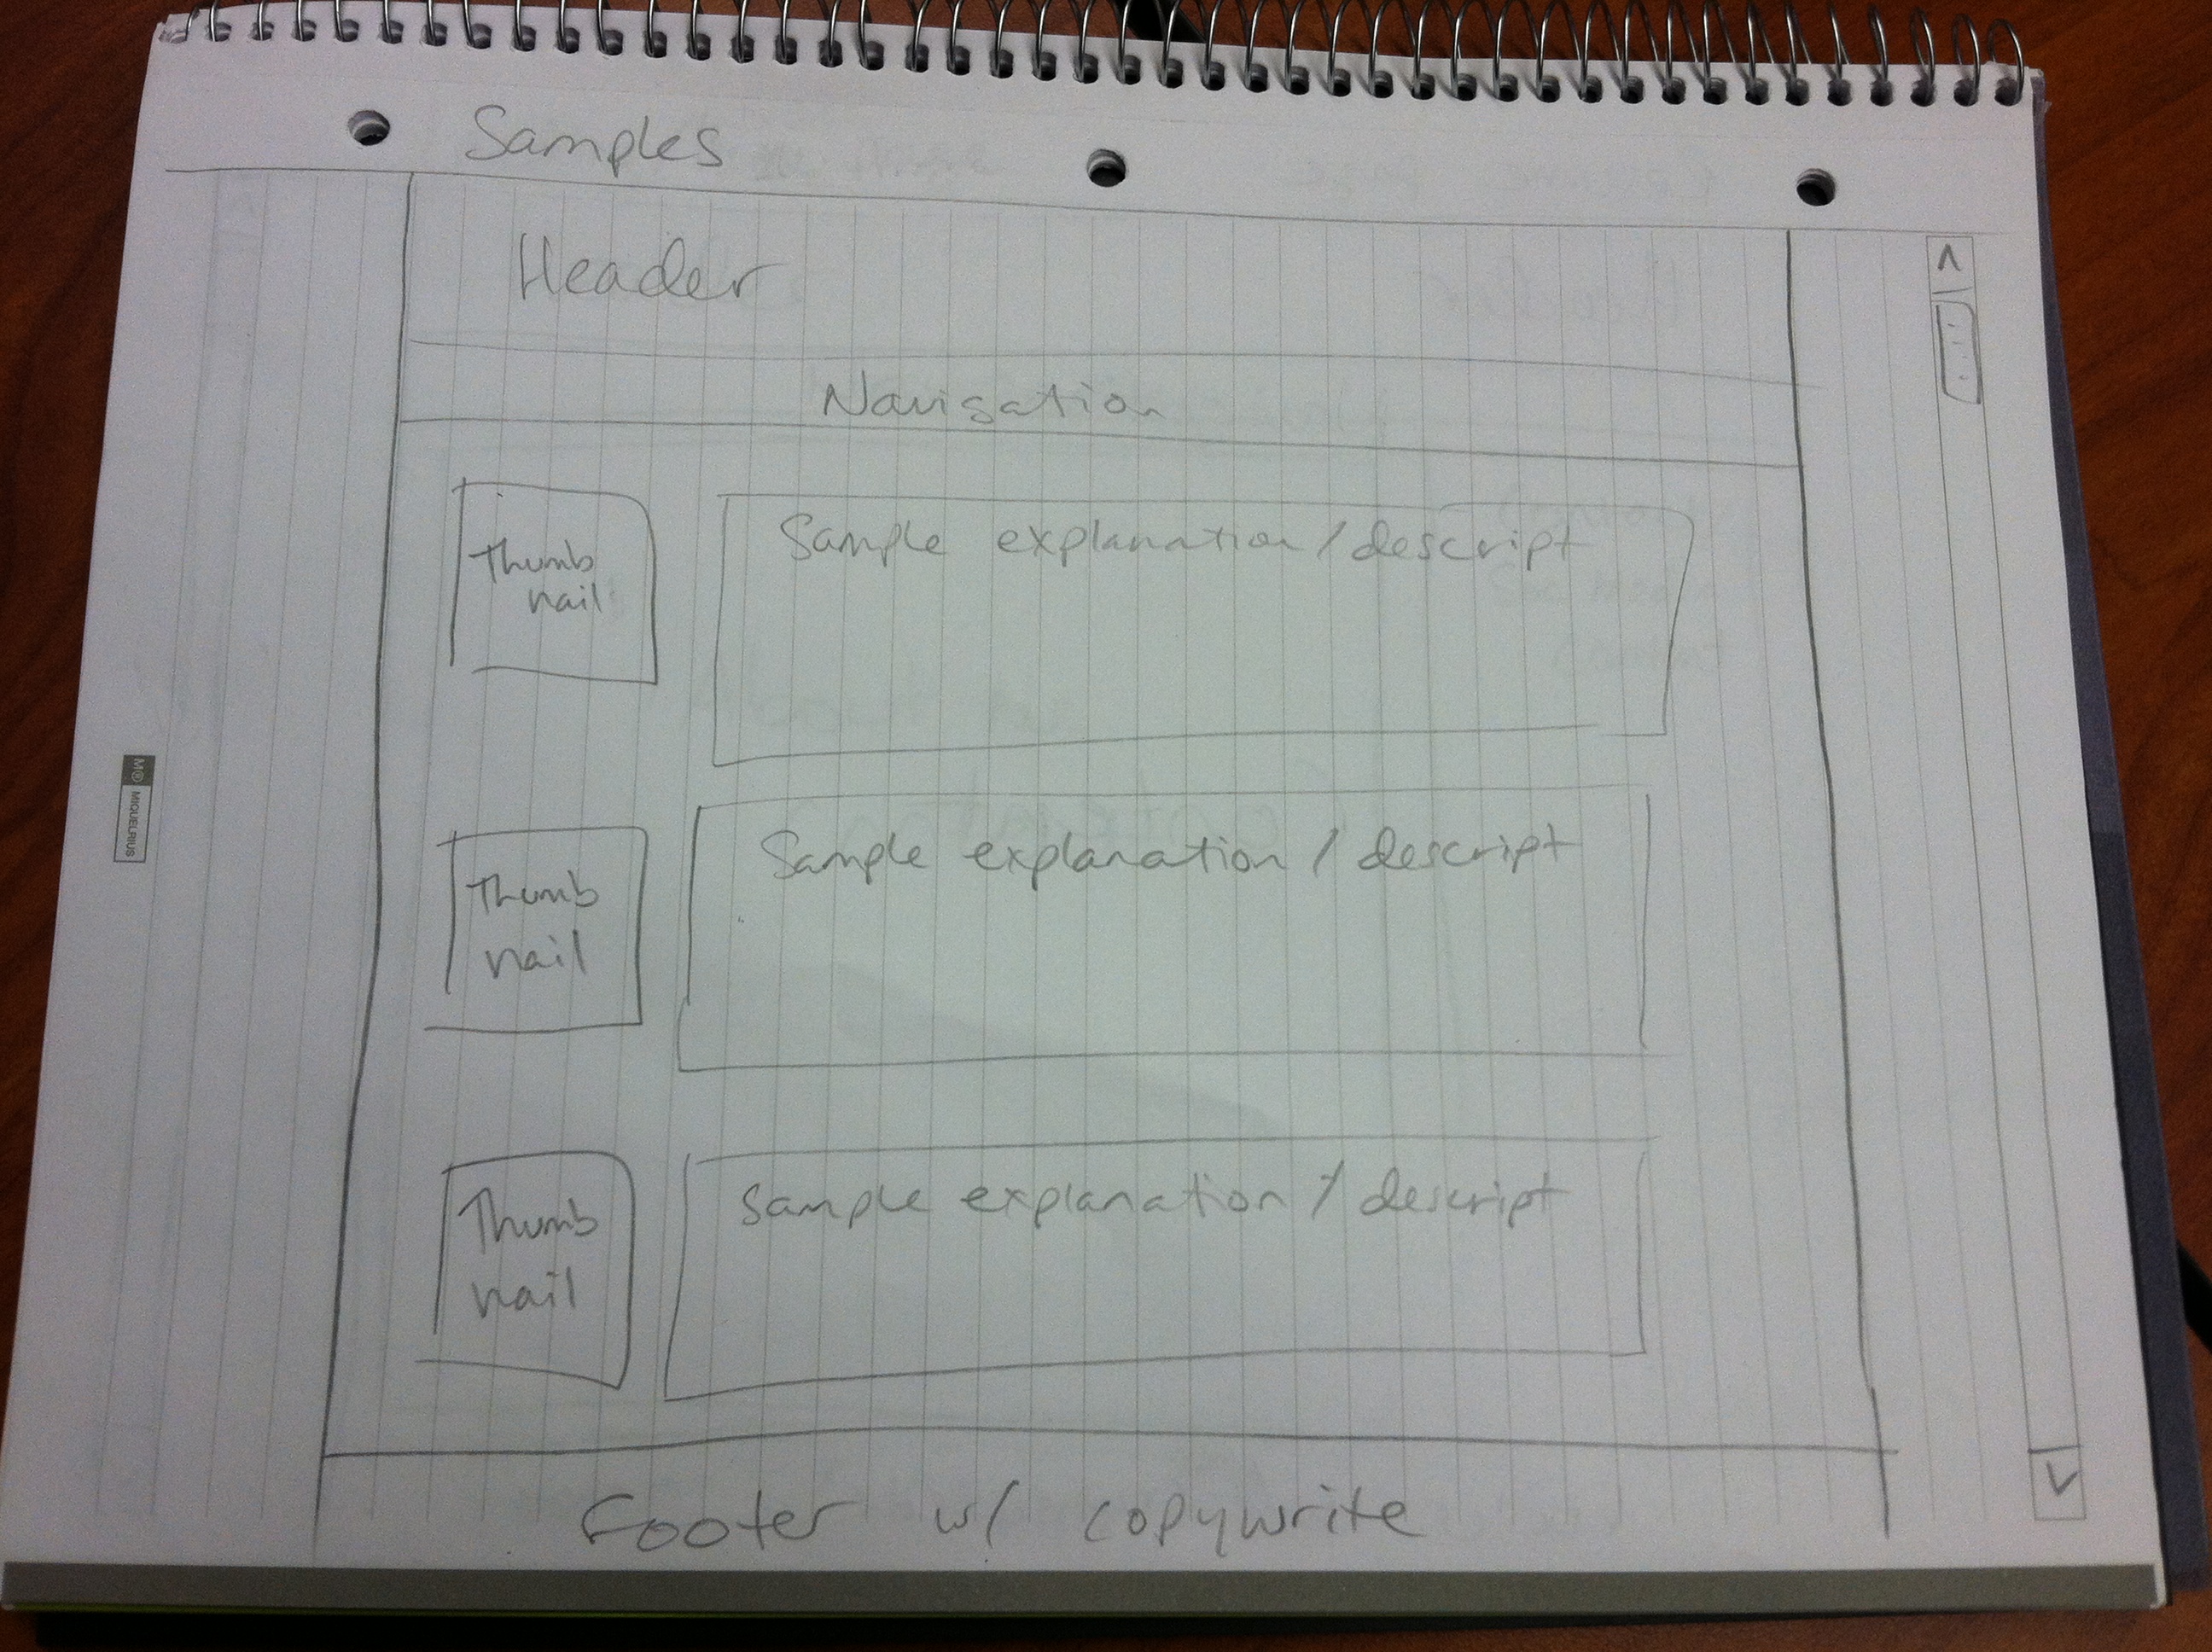 Samples
Header
Navigation
Thumb
nail
Sample explanation / descript
Thumb
nail
Sample explanation / descript
Thumb
nail
Sample explanation / descript
Footer w/ copywrite
MIQUELRIUS